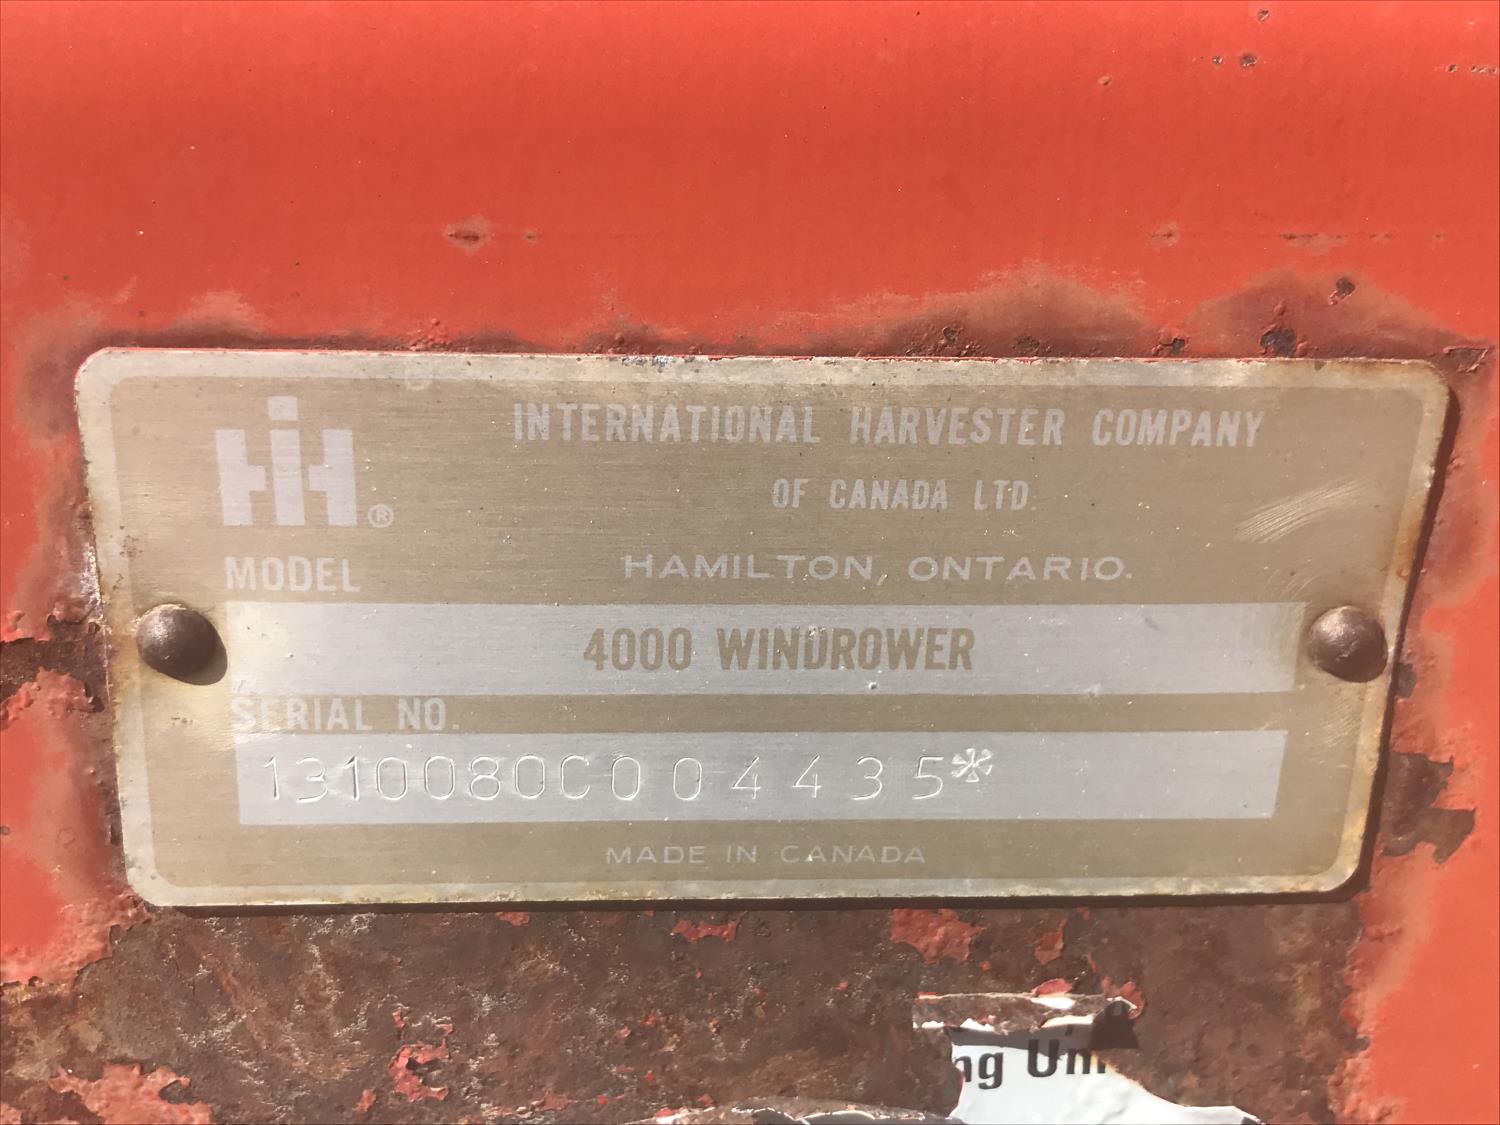 IH®
INTERNATIONAL HARVESTER COMPANY
OF CANADA LTD.
HAMILTON, ONTARIO.
MODEL
4000 WINDROWER
SERIAL NO.
1310080C004435*
MADE IN CANADA